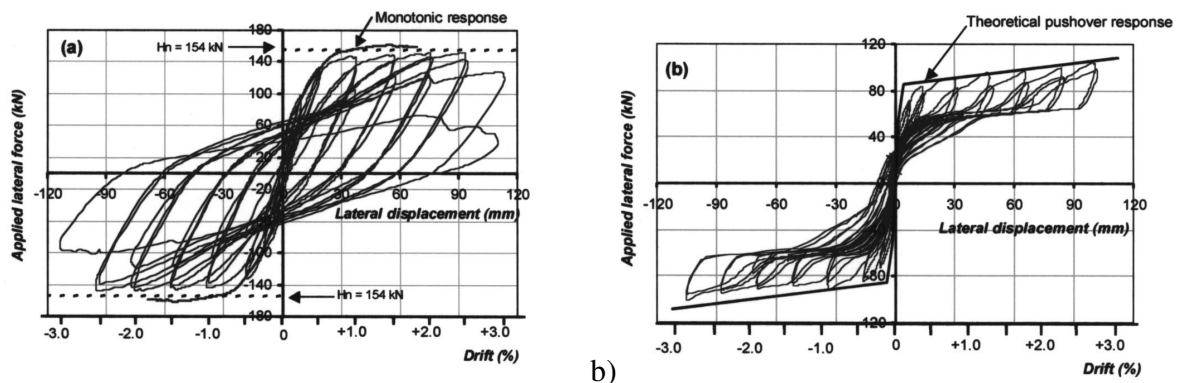 Monotonic response
(a)
Hn = 154 kN
180
140
100
60
20
-20
-100
-140
180
Applied lateral force (kN)
-120 -90 -60 -30 30 60 90 120
Lateral displacement (mm)
Hn = 154 kN
-3.0 -2.0 -1.0 0 +1.0 +2.0 +3.0
Drift (%)
b)
Theoretical pushover response
(b)
120
80
40
-80
120
Applied lateral force (kN)
-120 -90 -60 -30 0 30 60 90 120
Lateral displacement (mm)
-3.0 -2.0 -1.0 0 +1.0 +2.0 +3.0
Drift (%)